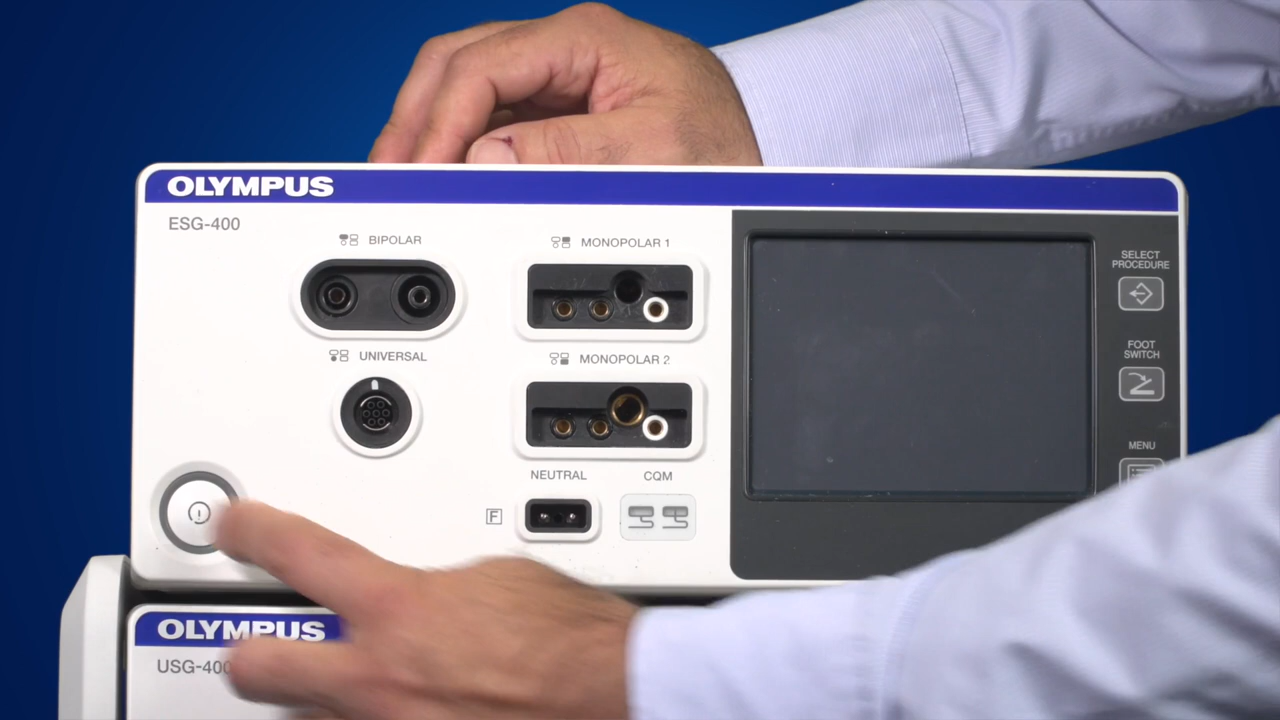 OLYMPUS
ESG-400
BIPOLAR
MONOPOLAR 1
UNIVERSAL
MONOPOLAR 2
NEUTRAL
CQM
F
SELECT
PROCEDURE
FOOT
SWITCH
MENU
OLYMPUS
USG-400